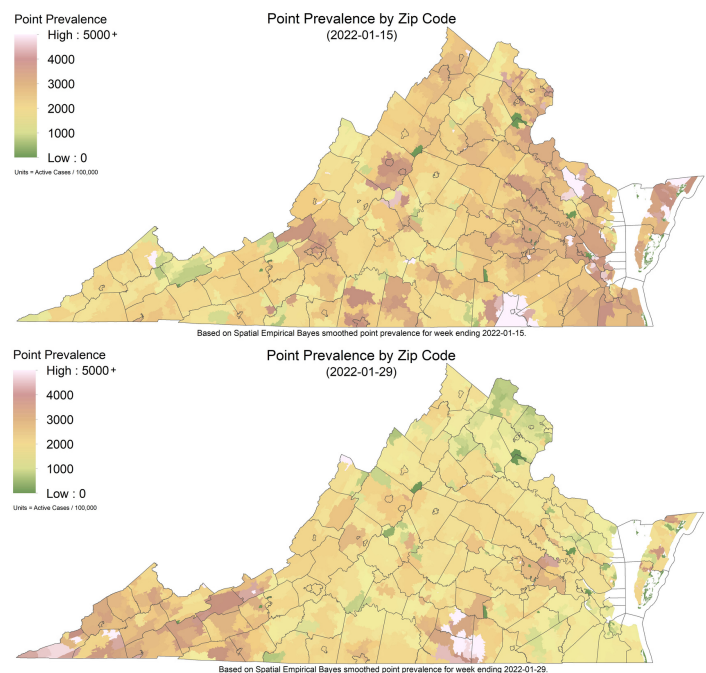 Point Prevalence by Zip Code
(2022-01-15)
Point Prevalence
High : 5000+
4000
3000
2000
1000
Low : 0
Units = Active Cases / 100,000
Based on Spatial Empirical Bayes smoothed point prevalence for week ending 2022-01-15.
Point Prevalence by Zip Code
(2022-01-29)
Point Prevalence
High : 5000+
4000
3000
2000
1000
Low : 0
Units = Active Cases / 100,000
Based on Spatial Empirical Bayes smoothed point prevalence for week ending 2022-01-29.